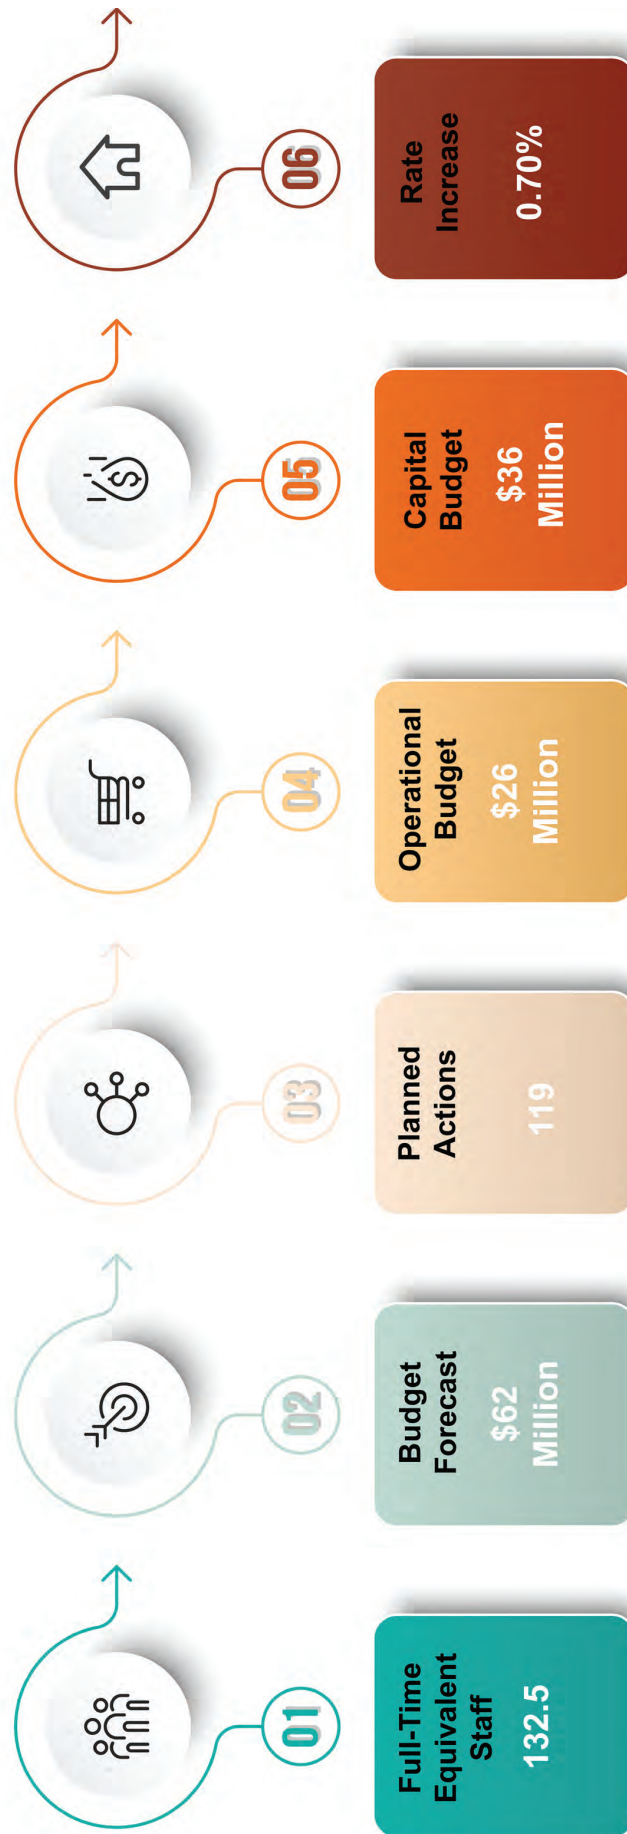 01
Full-Time
Equivalent
Staff
132.5
02
Budget
Forecast
$62
Million
03
Planned
Actions
119
04
Operational
Budget
$26
Million
05
Capital
Budget
$36
Million
06
Rate
Increase
0.70%